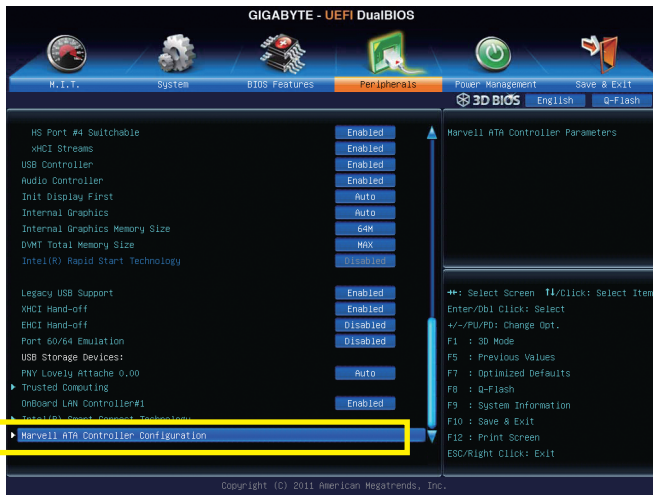 GIGABYTE - UEFI DualBIOS
M.I.T. System BIOS Features Peripherals Power Management Save & Exit
3D BIOS English Q-Flash
HS Port #4 Switchable Enabled
xHCI Streams Enabled
USB Controller Enabled
Audio Controller Enabled
Init Display First Auto
Internal Graphics Auto
Internal Graphics Memory Size 64M
DVMT Total Memory Size MAX
Intel(R) Rapid Start Technology Disabled
Legacy USB Support Enabled
XHCI Hand-off Enabled
EHCI Hand-off Disabled
Port 60/64 Emulation Disabled
USB Storage Devices:
PNY Lovely Attache 0.00 Auto
Trusted Computing
OnBoard LAN Controller#1 Enabled
Intel(R) Smart Connect Technology
Marvell ATA Controller Configuration
Marvell ATA Controller Parameters
→←: Select Screen ↑↓/Click: Select Item
Enter/Dbl Click: Select
+/-/PU/PD: Change Opt.
F1 : 3D Mode
F5 : Previous Values
F7 : Optimized Defaults
F8 : Q-Flash
F9 : System Information
F10 : Save & Exit
F12 : Print Screen
ESC/Right Click: Exit
Copyright (C) 2011 American Megatrends, Inc.